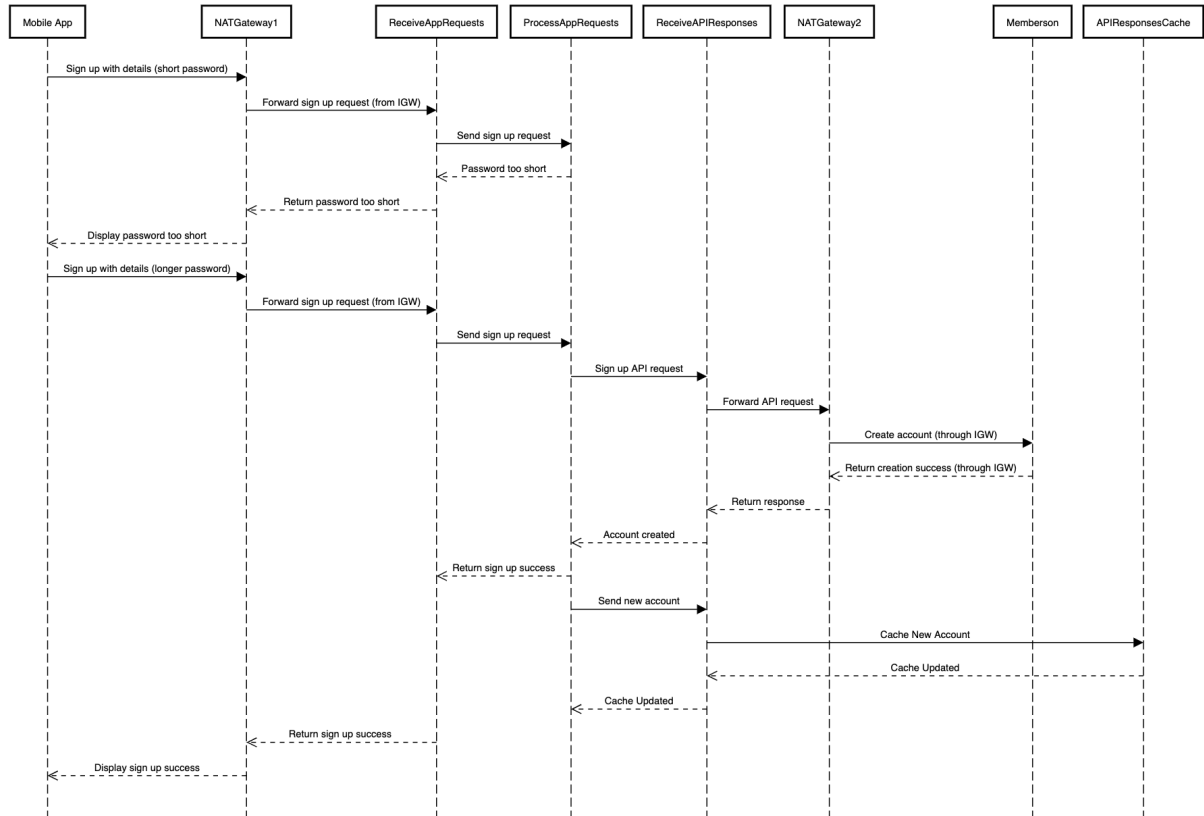 Mobile App
NATGateway1
ReceiveAppRequests
ProcessAppRequests
ReceiveAPIResponses
NATGateway2
Memberson
APIResponsesCache
Sign up with details (short password)
Forward sign up request (from IGW)
Send sign up request
Password too short
Return password too short
Display password too short
Sign up with details (longer password)
Forward sign up request (from IGW)
Send sign up request
Sign up API request
Forward API request
Create account (through IGW)
Return creation success (through IGW)
Return response
Account created
Return sign up success
Send new account
Cache New Account
Cache Updated
Cache Updated
Return sign up success
Display sign up success